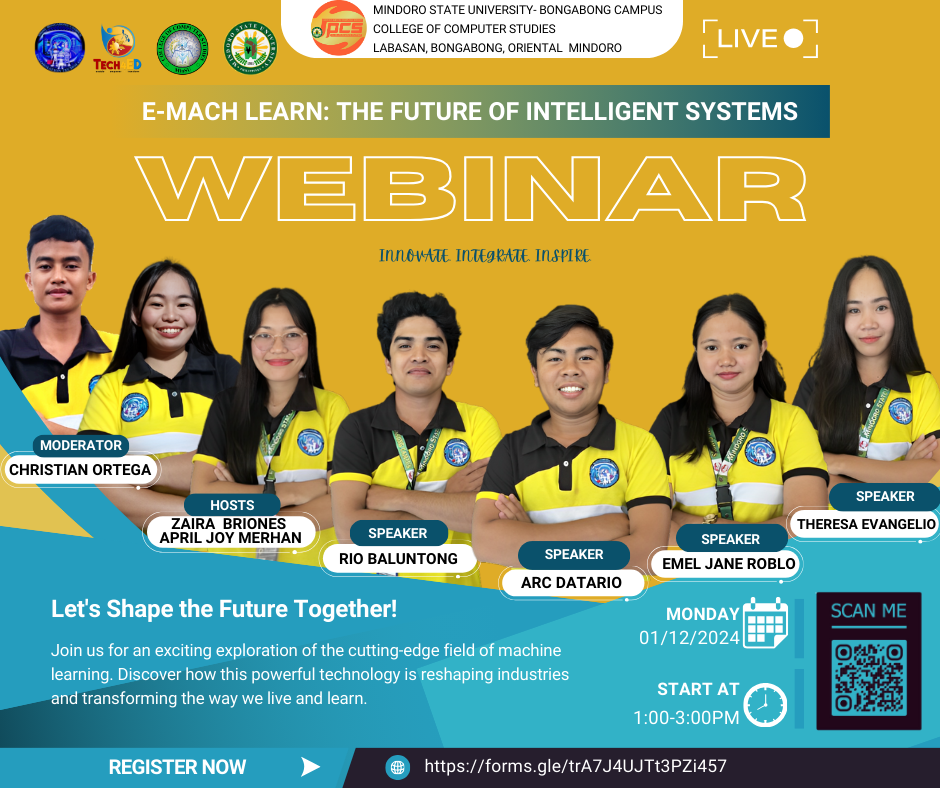 MINDORO STATE UNIVERSITY- BONGABONG CAMPUS
COLLEGE OF COMPUTER STUDIES
LABASAN, BONGABONG, ORIENTAL MINDORO
LIVE
TECH ED
JPCS
E-MACH LEARN: THE FUTURE OF INTELLIGENT SYSTEMS
WEBINAR
INNOVATE. INTEGRATE. INSPIRE.
MODERATOR
CHRISTIAN ORTEGA
HOSTS
ZAIRA BRIONES
APRIL JOY MERHAN
SPEAKER
RIO BALUNTONG
SPEAKER
ARC DATARIO
SPEAKER
EMEL JANE ROBLO
SPEAKER
THERESA EVANGELIO
Let's Shape the Future Together!
Join us for an exciting exploration of the cutting-edge field of machine
learning. Discover how this powerful technology is reshaping industries
and transforming the way we live and learn.
MONDAY
01/12/2024
START AT
1:00-3:00PM
SCAN ME
REGISTER NOW
https://forms.gle/trA7J4UJTt3PZi457